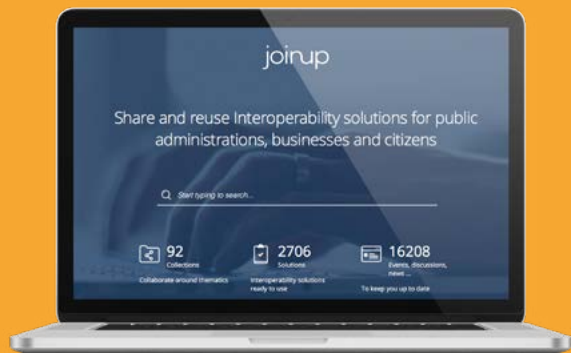 joinup
Share and reuse Interoperability solutions for public
administrations, businesses and citizens
Start typing to search...
92
Collections
Collaborate around thematics
2706
Solutions
Interoperability solutions
ready to use
16208
Events, discussions,
news ...
To keep you up to date